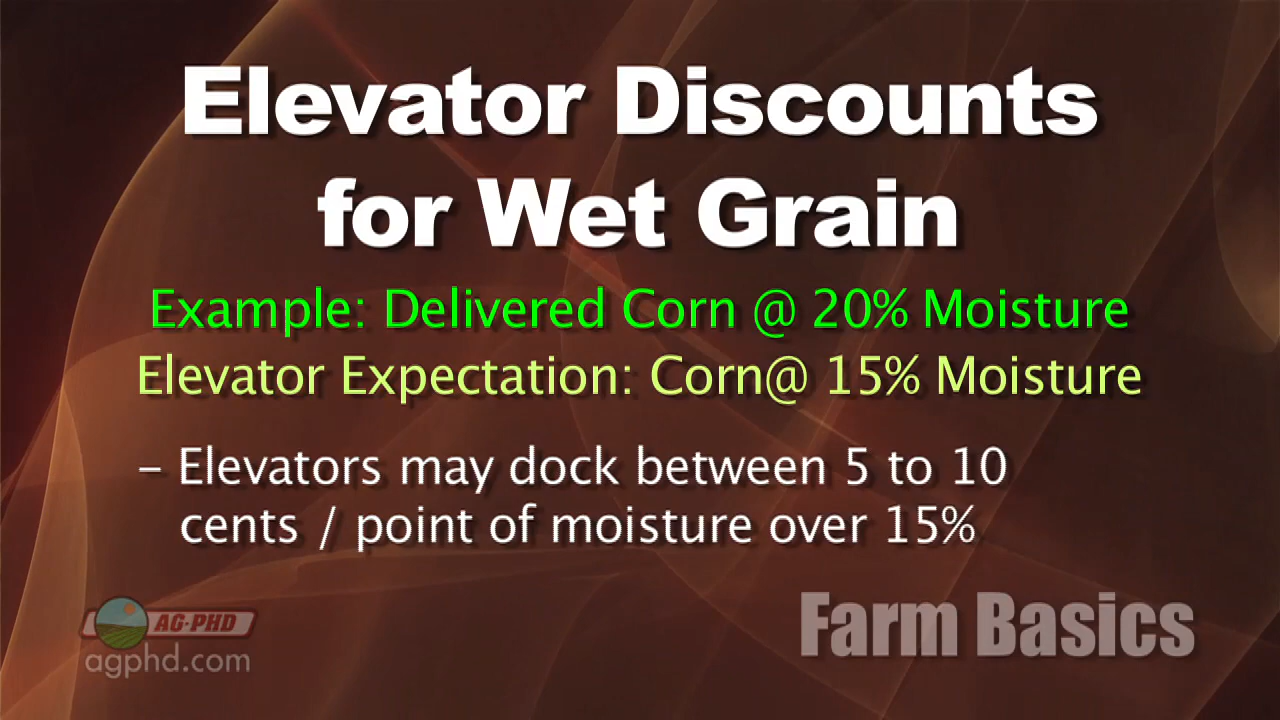 Elevator Discounts
for Wet Grain
Example: Delivered Corn @ 20% Moisture
Elevator Expectation: Corn@ 15% Moisture
– Elevators may dock between 5 to 10
cents / point of moisture over 15%
AG·PHD
agphd.com
Farm Basics